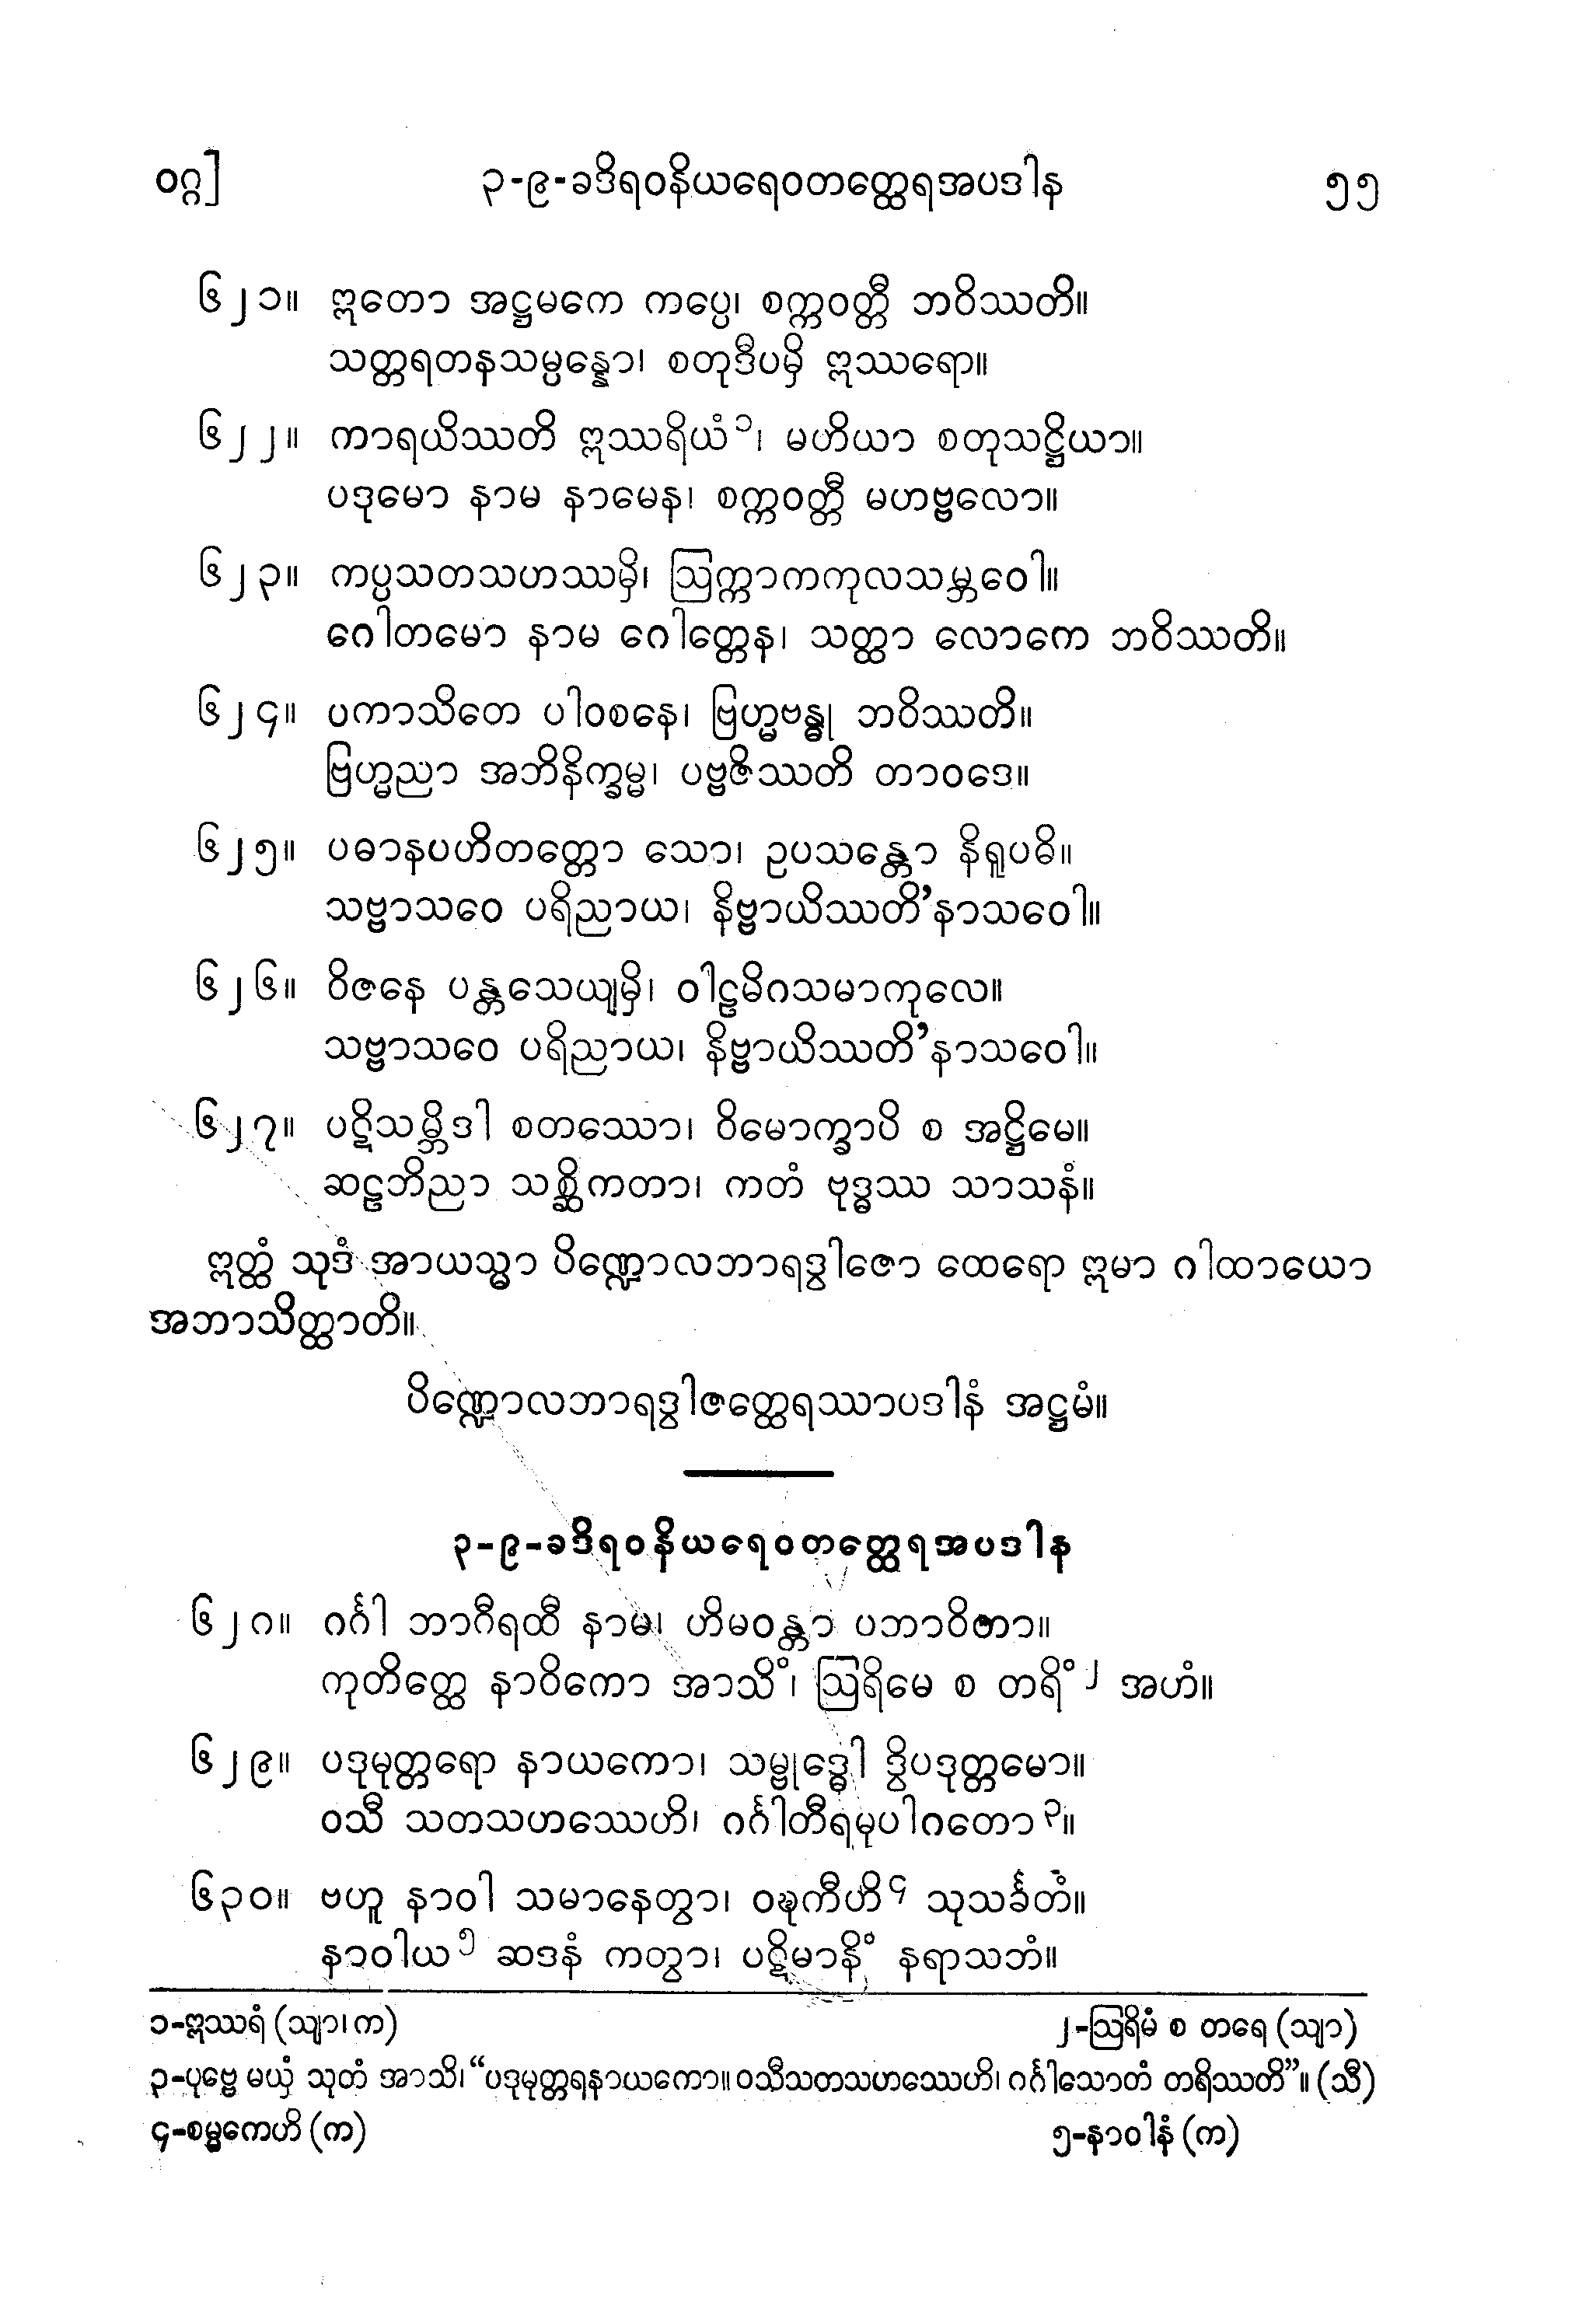 ဝဂ္ဂ] ၃-၉-ခဒိရဝနိယရေဝတတ္ထေရအပဒါန ၅၅
၆၂၁။ ဣတော အဋ္ဌမကေ ကပ္ပေ၊ စက္ကဝတ္တီ ဘဝိဿတိ။
သတ္တရတနသမ္ပန္နော၊ စတုဒီပမှိ ဣဿရော။
၆၂၂။ ကာရယိဿတိ ဣဿရိယံ၁၊ မဟိယာ စတုသဋ္ဌိယာ။
ပဒုမော နာမ နာမေန၊ စက္ကဝတ္တီ မဟဗ္ဗလော။
၆၂၃။ ကပ္ပသတသဟဿမှိ၊ ဩက္ကာကကုလသမ္ဘဝေါ။
ဂေါတမော နာမ ဂေါတ္တေန၊ သတ္ထာ လောကေ ဘဝိဿတိ။
၆၂၄။ ပကာသိတေ ပါဝစနေ၊ ဗြဟ္မဗန္ဓု ဘဝိဿတိ။
ဗြဟ္မညာ အဘိနိက္ခမ္မ၊ ပဗ္ဗဇိဿတိ တာဝဒေ။
၆၂၅။ ပဓာနပဟိတတ္တော သော၊ ဥပသန္တော နိရူပဓိ။
သဗ္ဗာသဝေ ပရိညာယ၊ နိဗ္ဗာယိဿတိ’နာသဝေါ။
၆၂၆။ ဝိဇနေ ပန္တသေယျမှိ၊ ဝါဠမိဂသမာကုလေ။
သဗ္ဗာသဝေ ပရိညာယ၊ နိဗ္ဗာယိဿတိ’နာသဝေါ။
၆၂၇။ ပဋိသမ္ဘိဒါ စတဿော၊ ဝိမောက္ခာပိ စ အဋ္ဌိမေ။
ဆဠဘိညာ သစ္ဆိကတာ၊ ကတံ ဗုဒ္ဓဿ သာသနံ။
ဣတ္ထံ သုဒံ အာယသ္မာ ပိဏ္ဍောလဘာရဒွါဇော ထေရော ဣမာ ဂါထာယော
အဘာသိတ္ထာတိ။
ပိဏ္ဍောလဘာရဒွါဇတ္ထေရဿာပဒါနံ အဋ္ဌမံ။
၃-၉-ခဒိရဝနိယရေဝတတ္ထေရအပဒါန
၆၂၈။ ဂင်္ဂါ ဘာဂီရထီ နာမ၊ ဟိမဝန္တာ ပဘာဝိတာ။
ကုတိတ္ထေ နာဝိကော အာသိံ၊ ဩရိမေ စ တရိံ၂ အဟံ။
၆၂၉။ ပဒုမုတ္တရော နာယကော၊ သမ္ဗုဒ္ဓေါ ဒွိပဒုတ္တမော။
ဝသီ သတသဟဿေဟိ၊ ဂင်္ဂါတီရမုပါဂတော၃။
၆၃၀။ ဗဟူ နာဝါ သမာနေတွာ၊ ဝဍ္ဎကီဟိ၄ သုသင်္ခတံ။
နာဝါယ၅ ဆဒနံ ကတွာ၊ ပဋိမာနိံ နရာသဘံ။
၁-ဣဿရံ (သျာ၊က) ၂-ဩရိမံ စ တရေ (သျာ)
၃-ပုဗ္ဗေ မယှံ သုတံ အာသိ၊ “ပဒုမုတ္တရနာယကော။ ဝသီသတသဟဿေဟိ၊ ဂင်္ဂါသောတံ တရိဿတိ”။ (သီ)
၄-စမ္မကေဟိ (က) ၅-နာဝါနံ (က)